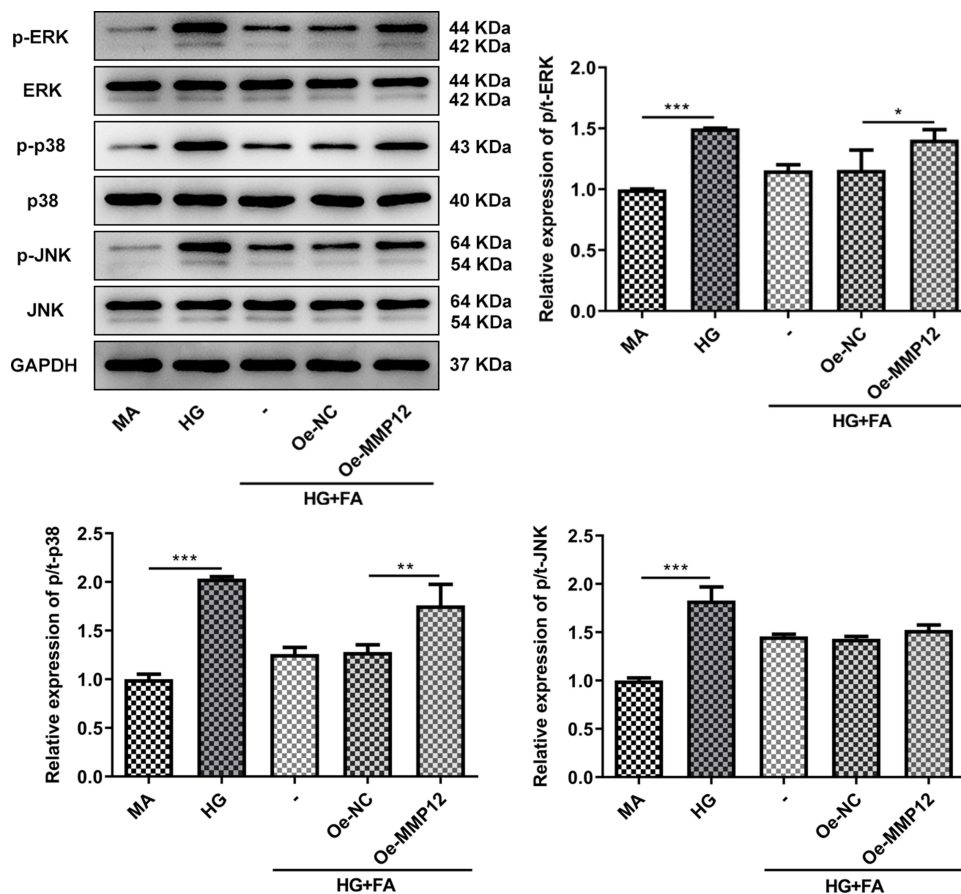 p-ERK
44 KDa
42 KDa
ERK
44 KDa
42 KDa
p-p38
43 KDa
p38
40 KDa
p-JNK
64 KDa
54 KDa
JNK
64 KDa
54 KDa
GAPDH
37 KDa
MA
HG
-
Oe-NC
Oe-MMP12
HG+FA
Relative expression of p/t-ERK
2.0
1.5
1.0
0.5
0.0
***
*
MA
HG
-
Oe-NC
Oe-MMP12
HG+FA
Relative expression of p/t-p38
2.5
2.0
1.5
1.0
0.5
0.0
***
**
MA
HG
-
Oe-NC
Oe-MMP12
HG+FA
Relative expression of p/t-JNK
2.5
2.0
1.5
1.0
0.5
0.0
***
MA
HG
-
Oe-NC
Oe-MMP12
HG+FA